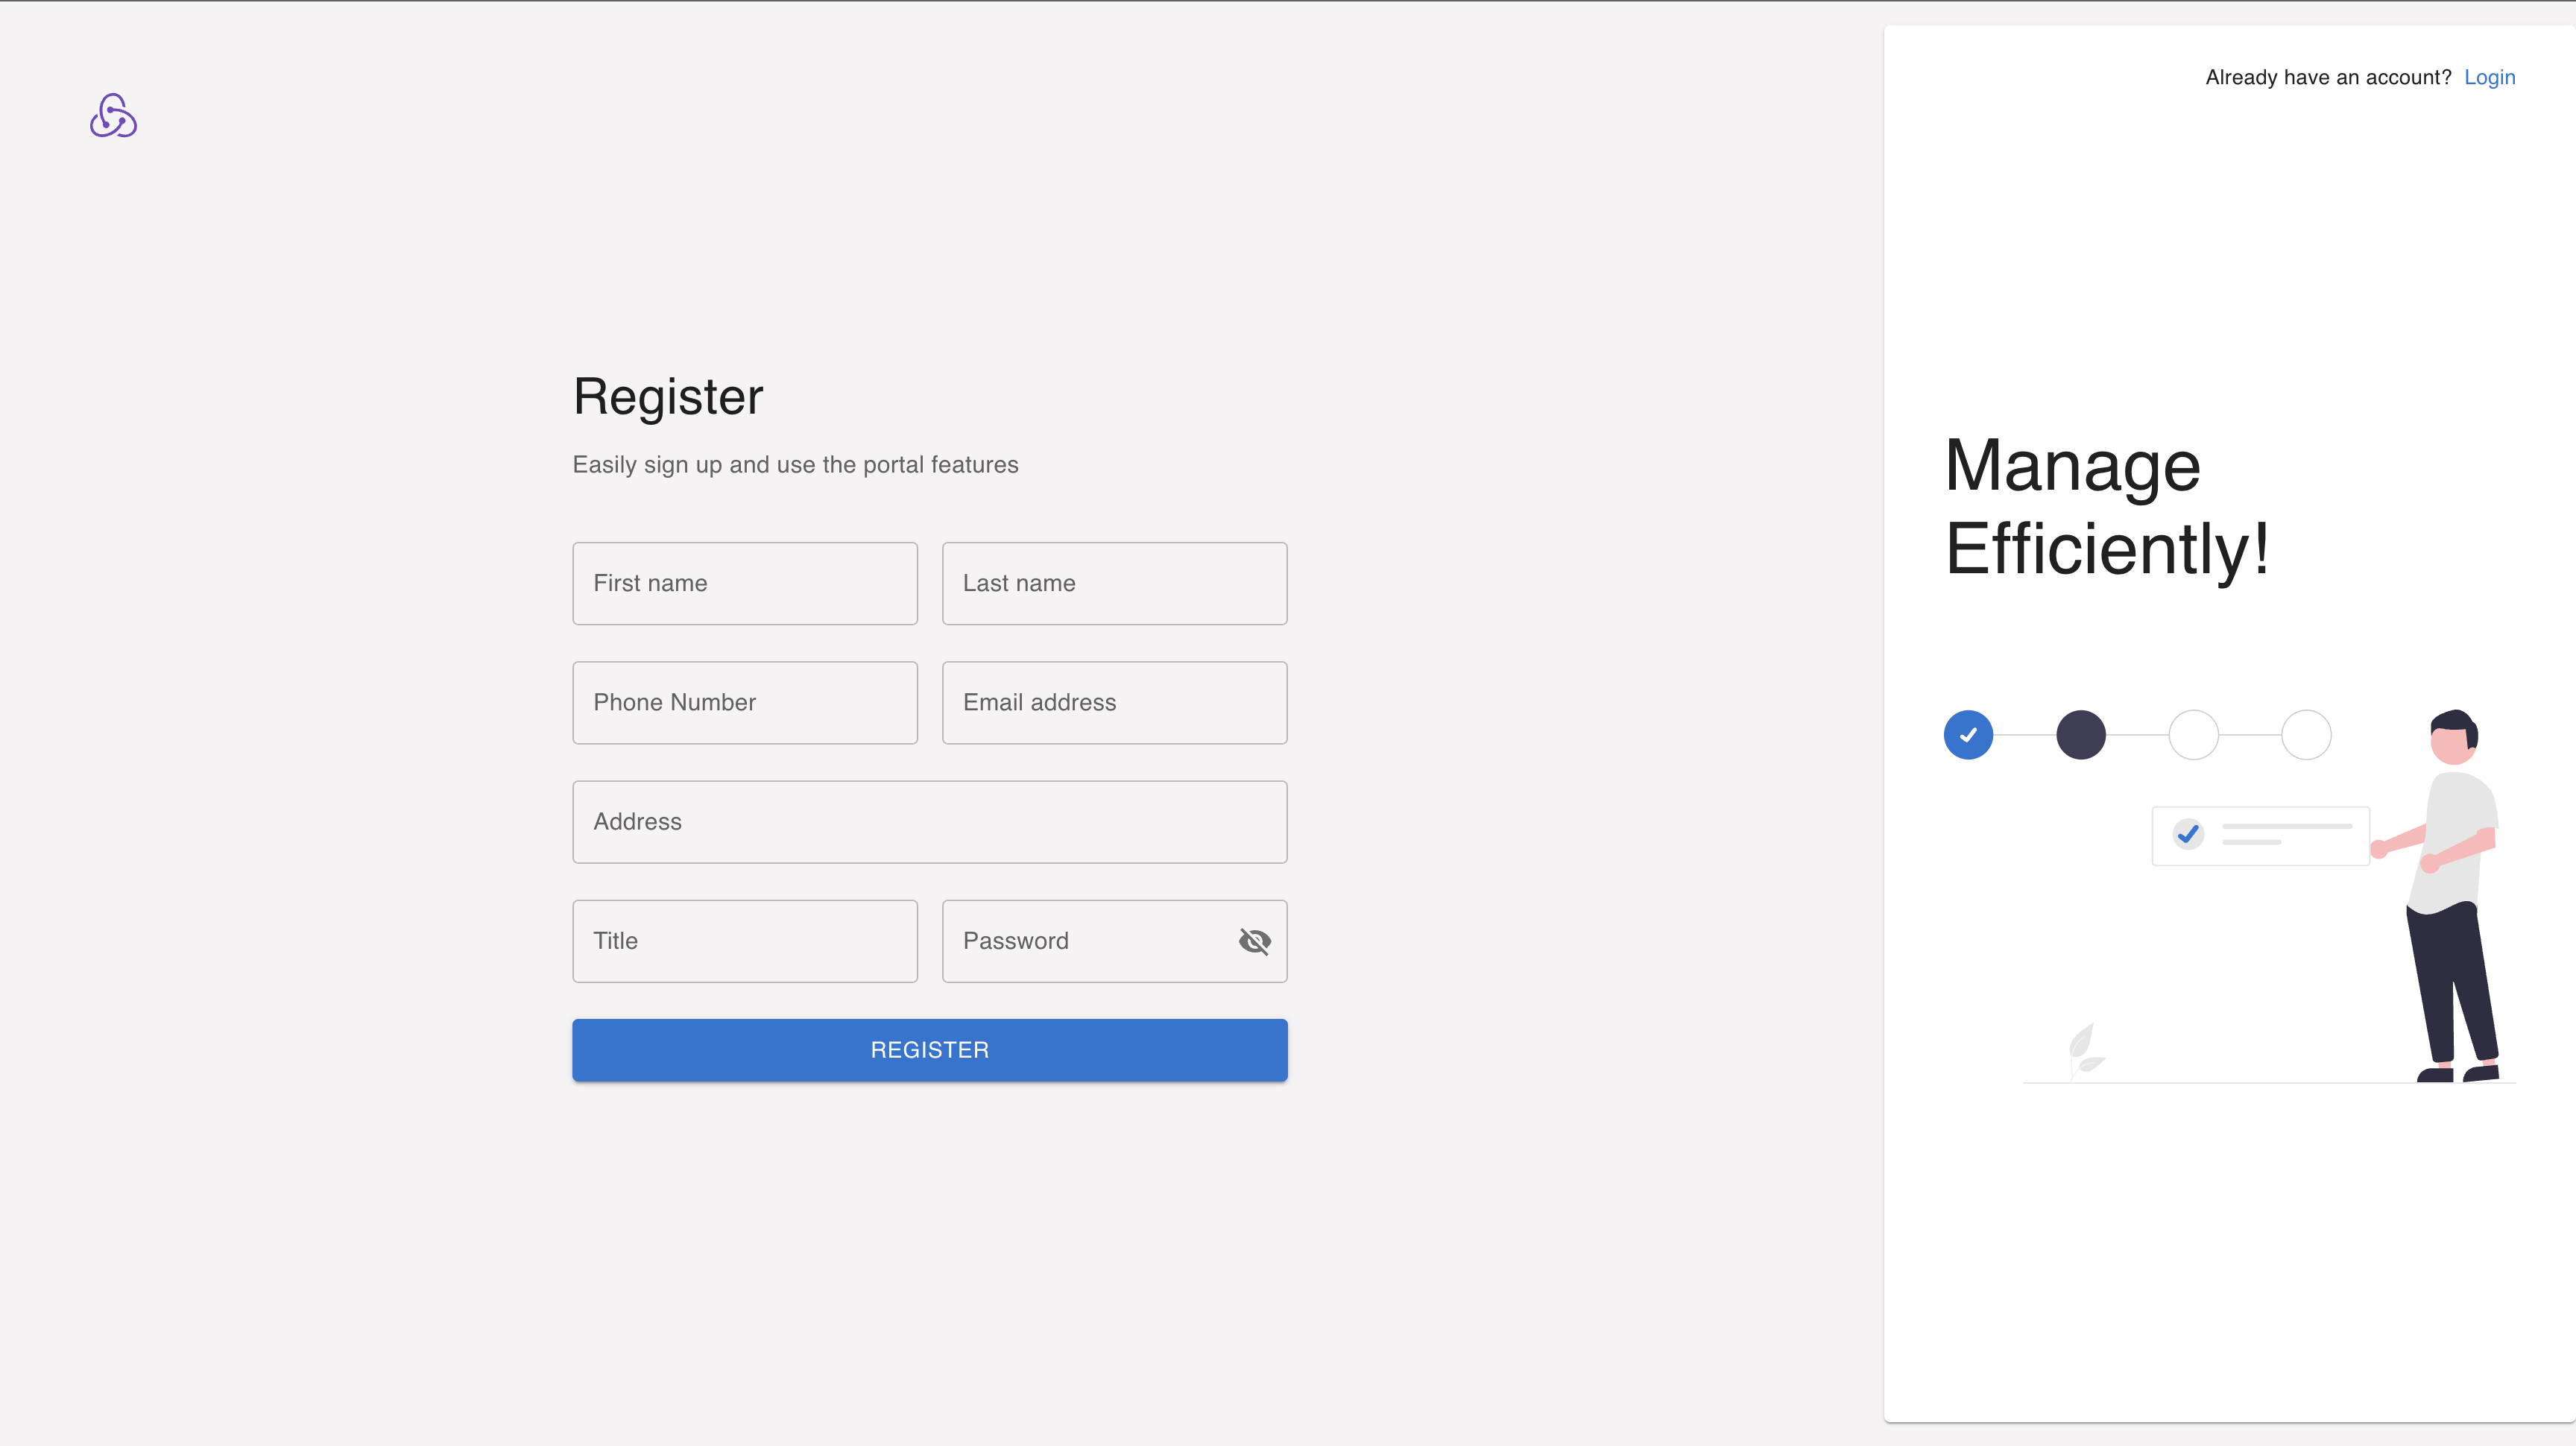 Already have an account? Login
Register
Easily sign up and use the portal features
First name
Last name
Phone Number
Email address
Address
Title
Password
REGISTER
Manage
Efficiently!